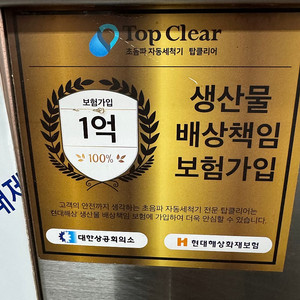 Top Clear
초음파 자동세척기 탑클리어
보험가입
1억
100%
생산물
배상책임
보험가입
고객의 안전까지 생각하는 초음파 자동세척기 전문 탑클리어는
현대해상 생산물 배상책임 보험에 가입하여 더욱 안심할 수 있습니다.
대한상공회의소
현대해상화재보험